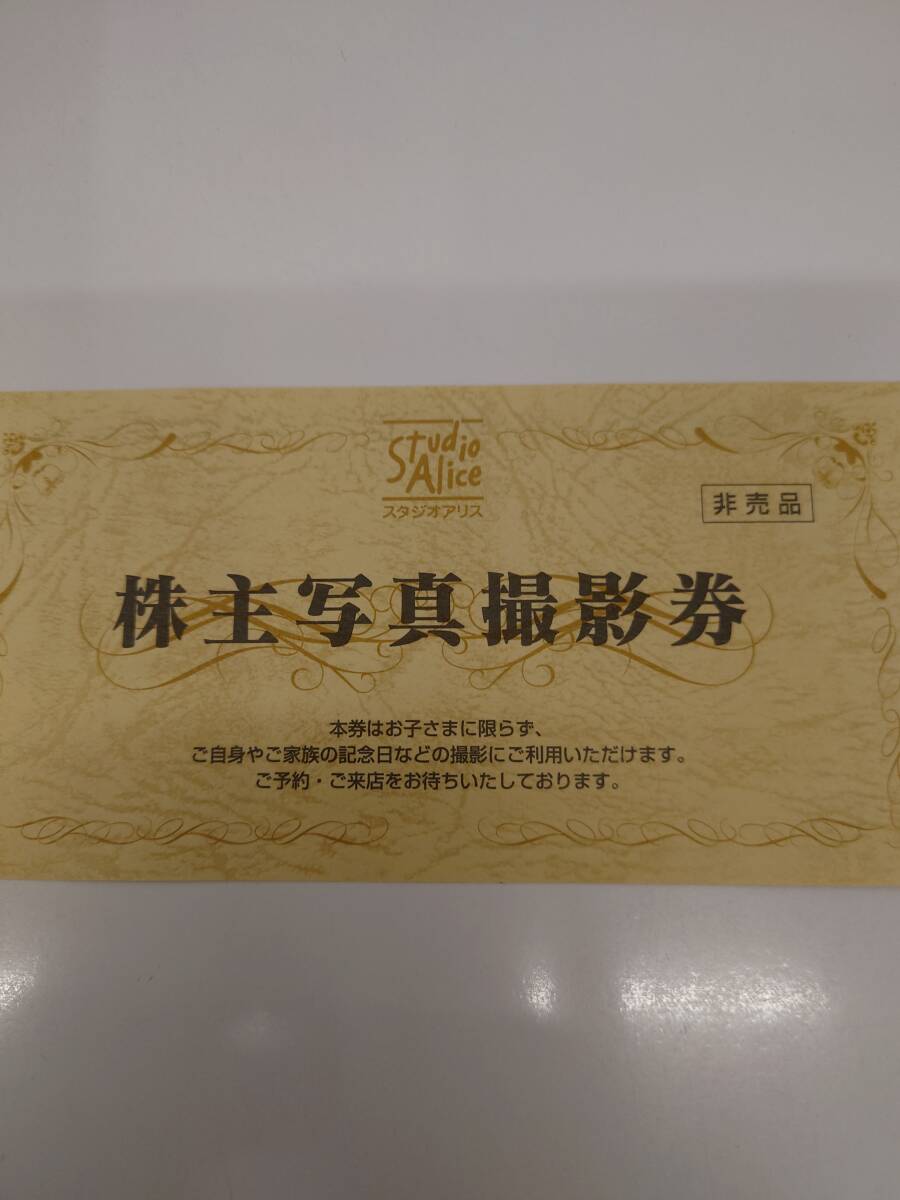 Studio
Alice
スタジオアリス
非売品
株主写真撮影券
本券はお子さまに限らず、
ご自身やご家族の記念日などの撮影にご利用いただけます。
ご予約・ご来店をお待ちいたしております。